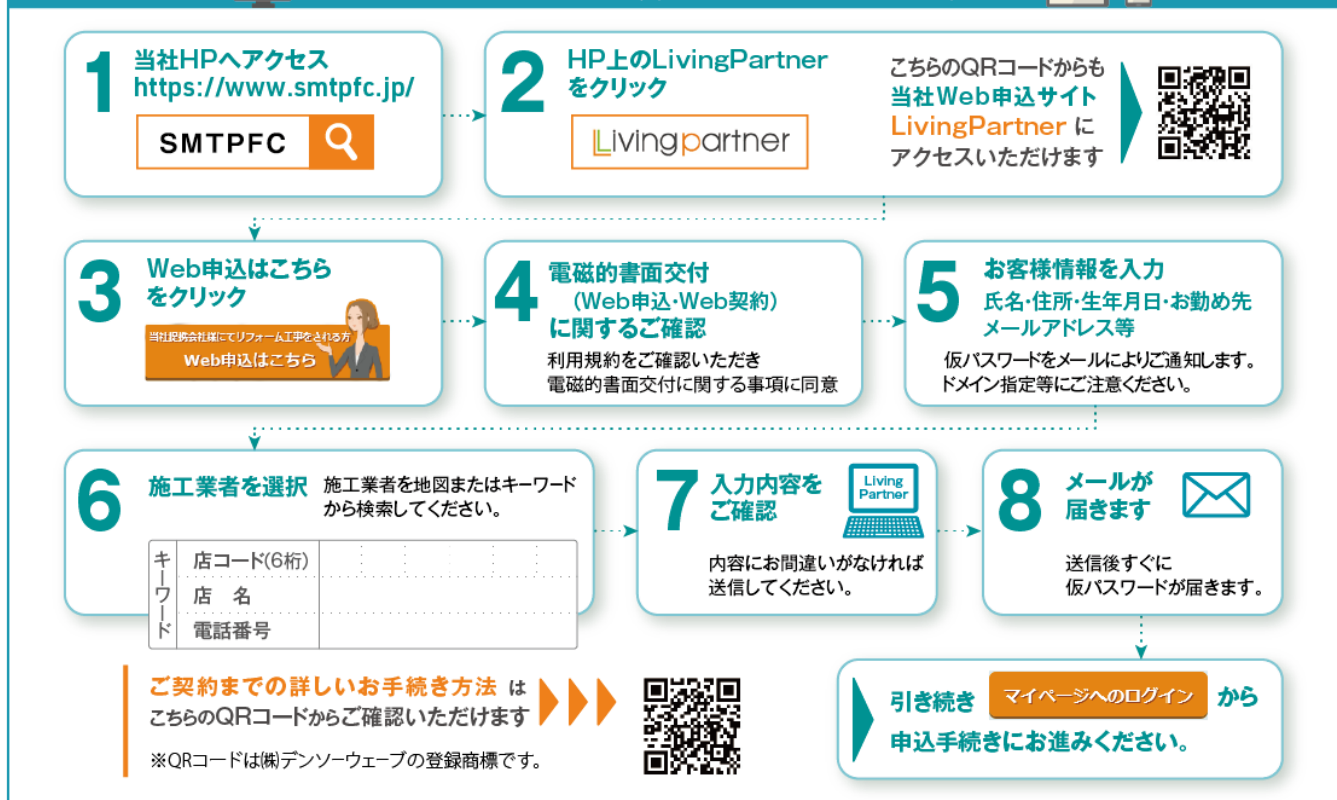 1
当社HPへアクセス
https://www.smtpfc.jp/
SMTPFC
2
HP上のLivingPartner
をクリック
Livingpartner
こちらのQRコードからも
当社Web申込サイト
LivingPartner に
アクセスいただけます
3
Web申込はこちら
をクリック
当社提携会社様にてリフォーム工事をされる方
Web申込はこちら
4
電磁的書面交付
(Web申込・Web契約)
に関するご確認
利用規約をご確認いただき
電磁的書面交付に関する事項に同意
5
お客様情報を入力
氏名・住所・生年月日・お勤め先
メールアドレス等
仮パスワードをメールによりご通知します。
ドメイン指定等にご注意ください。
6
施工業者を選択
施工業者を地図またはキーワード
から検索してください。
キーワード
店コード(6桁)
店 名
電話番号
7
入力内容を
ご確認
Living
Partner
内容にお間違いがなければ
送信してください。
8
メールが
届きます
送信後すぐに
仮パスワードが届きます。
ご契約までの詳しいお手続き方法 は
こちらのQRコードからご確認いただけます
※QRコードは㈱デンソーウェーブの登録商標です。
引き続き マイページへのログイン から
申込手続きにお進みください。